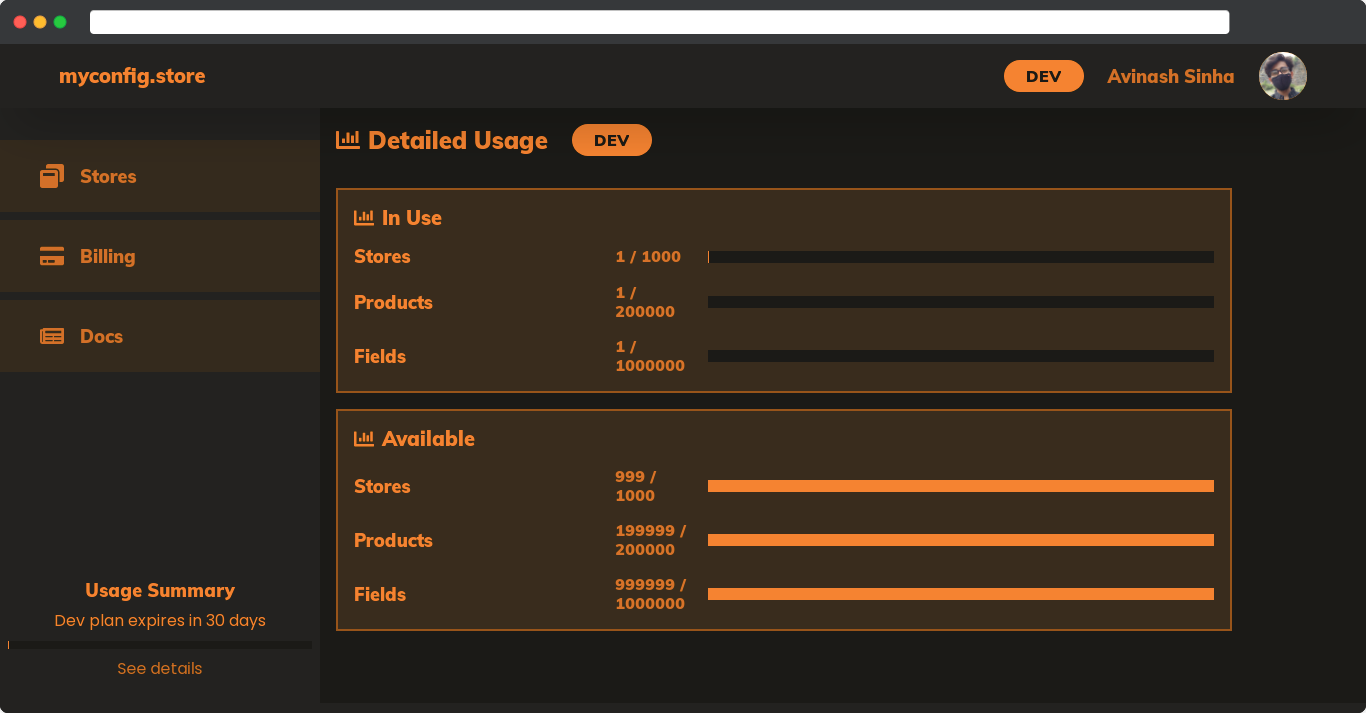 myconfig.store
DEV
Avinash Sinha
Stores
Billing
Docs
Usage Summary
Dev plan expires in 30 days
See details
Detailed Usage
DEV
In Use
Stores
1 / 1000
Products
1 /
200000
Fields
1 /
1000000
Available
Stores
999 /
1000
Products
199999 /
200000
Fields
999999 /
1000000